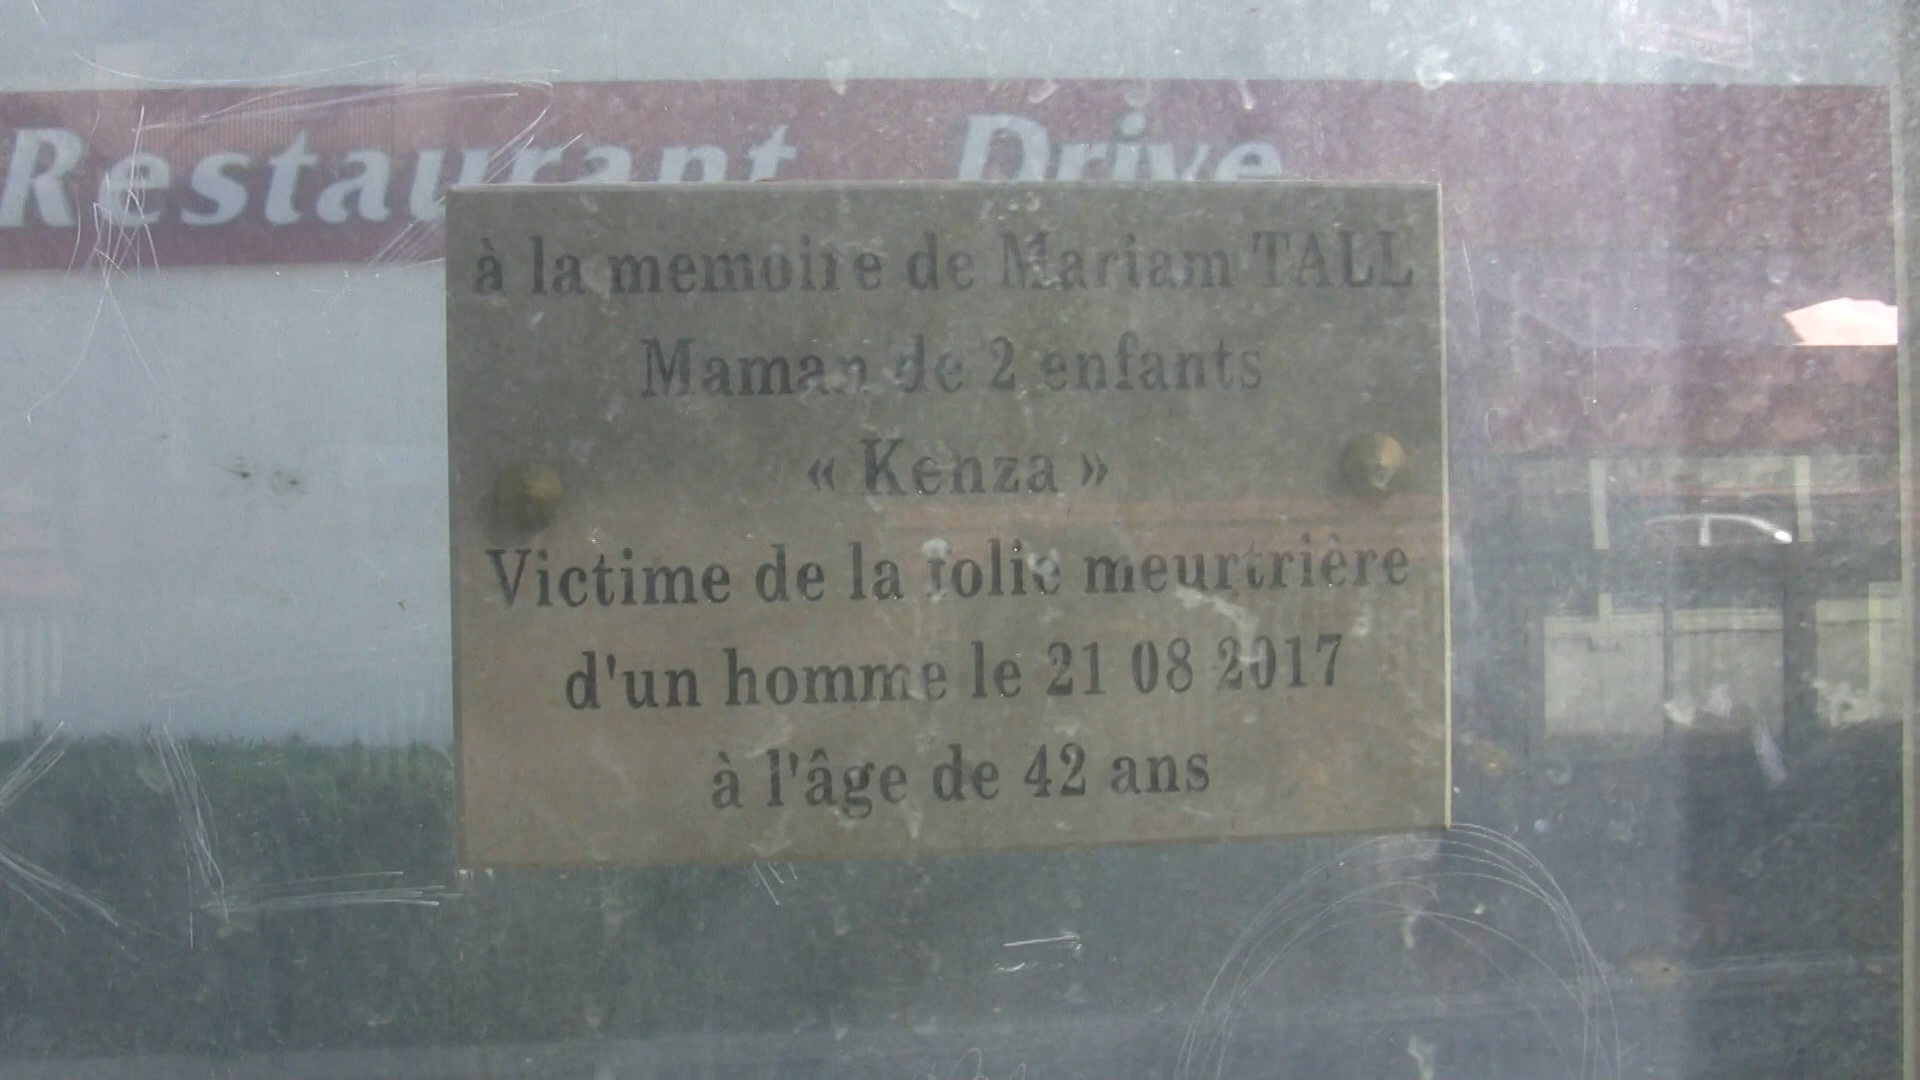 Restaurant Drive
à la memoire de Mariam TALL
Maman de 2 enfants
« Kenza »
Victime de la folie meurtrière
d'un homme le 21 08 2017
à l'âge de 42 ans